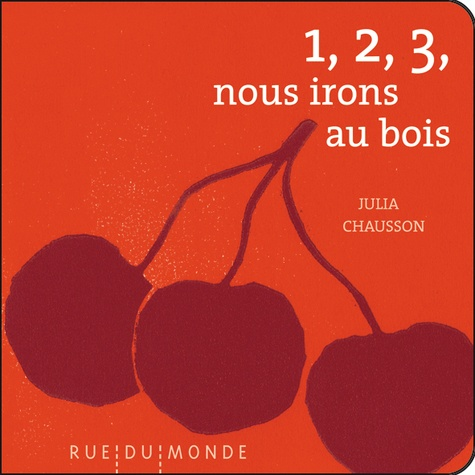 1, 2, 3,
nous irons
au bois
JULIA
CHAUSSON
RUE DU MONDE